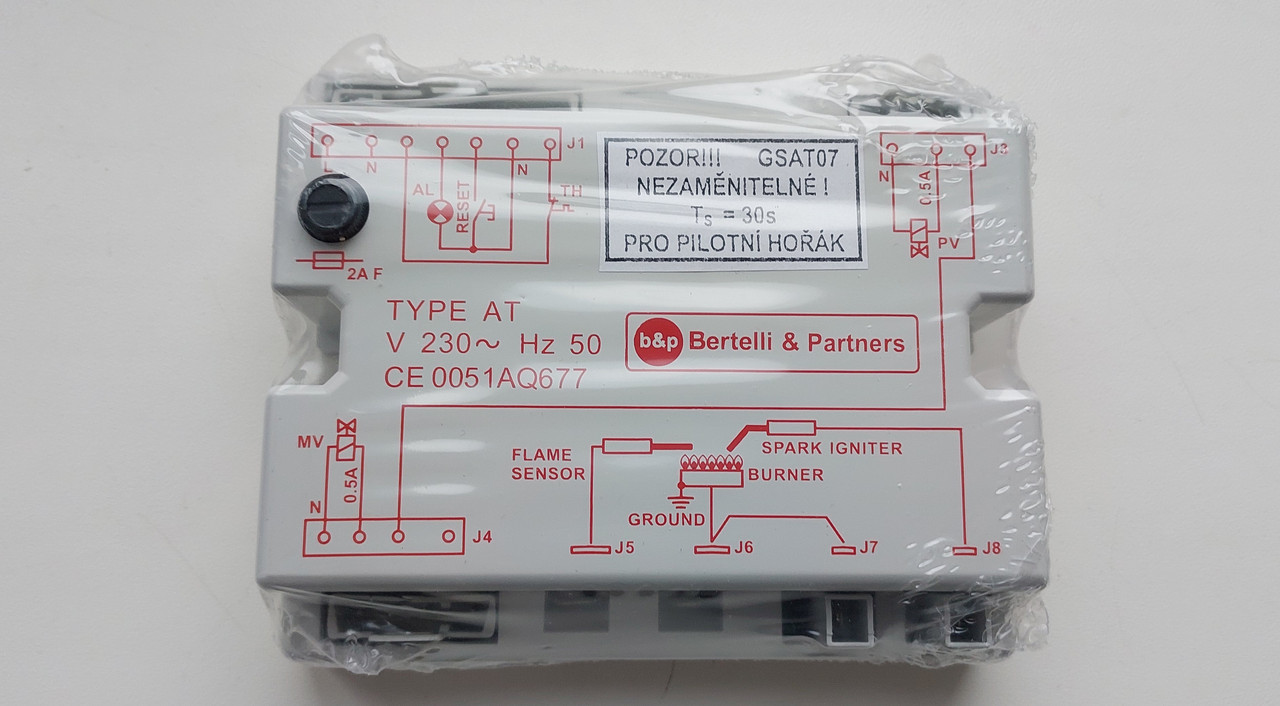 J1
L N N
AL RESET TH
2A F
POZOR!!! GSAT07
NEZAMĚNITELNÉ !
TS = 30s
PRO PILOTNÍ HOŘÁK
J3
N 0.5A
PV
TYPE AT
V 230~ Hz 50
CE 0051AQ677
b&p Bertelli & Partners
MV
0.5A
N
J4
FLAME
SENSOR
SPARK IGNITER
BURNER
GROUND
J5 J6 J7 J8